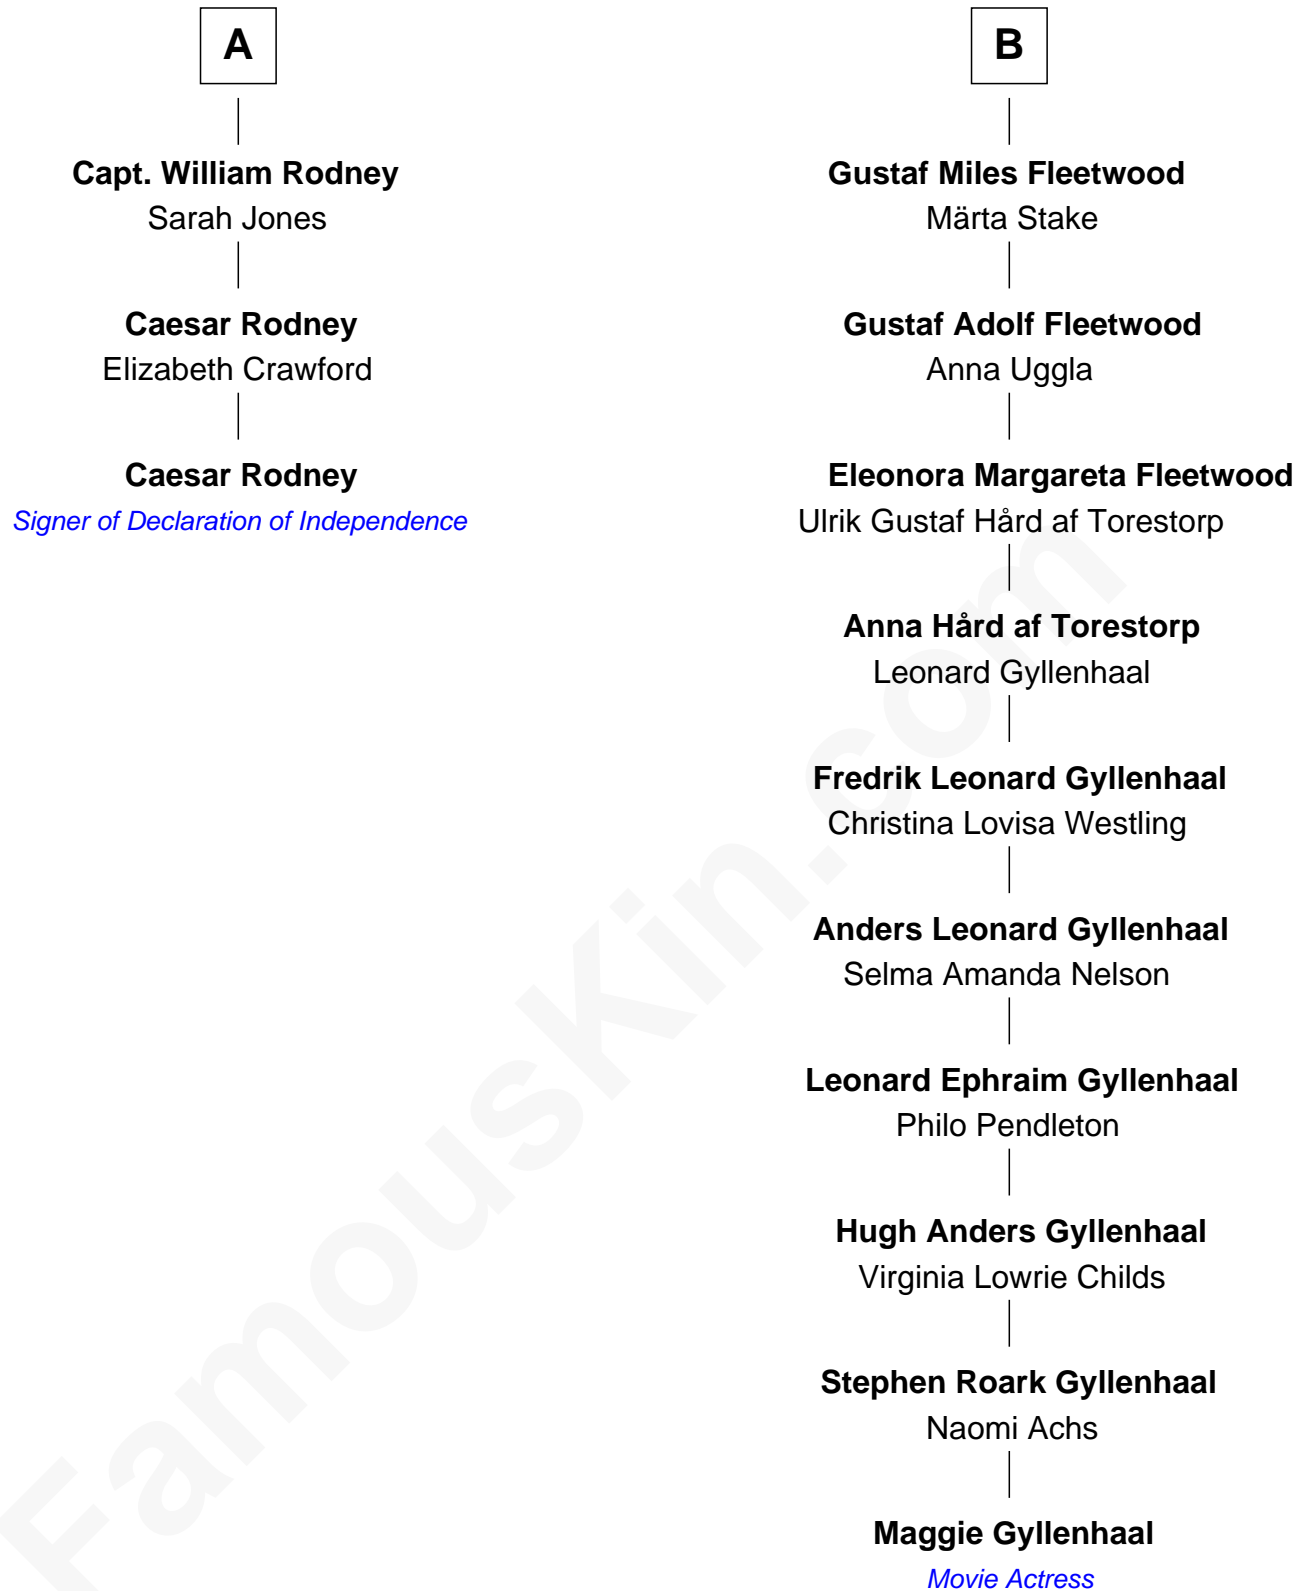 A
Capt. William Rodney
Sarah Jones
Caesar Rodney
Elizabeth Crawford
Caesar Rodney
Signer of Declaration of Independence
B
Gustaf Miles Fleetwood
Märta Stake
Gustaf Adolf Fleetwood
Anna Uggla
Eleonora Margareta Fleetwood
Ulrik Gustaf Hård af Torestorp
Anna Hård af Torestorp
Leonard Gyllenhaal
Fredrik Leonard Gyllenhaal
Christina Lovisa Westling
Anders Leonard Gyllenhaal
Selma Amanda Nelson
Leonard Ephraim Gyllenhaal
Philo Pendleton
Hugh Anders Gyllenhaal
Virginia Lowrie Childs
Stephen Roark Gyllenhaal
Naomi Achs
Maggie Gyllenhaal
Movie Actress
FamousKin.com